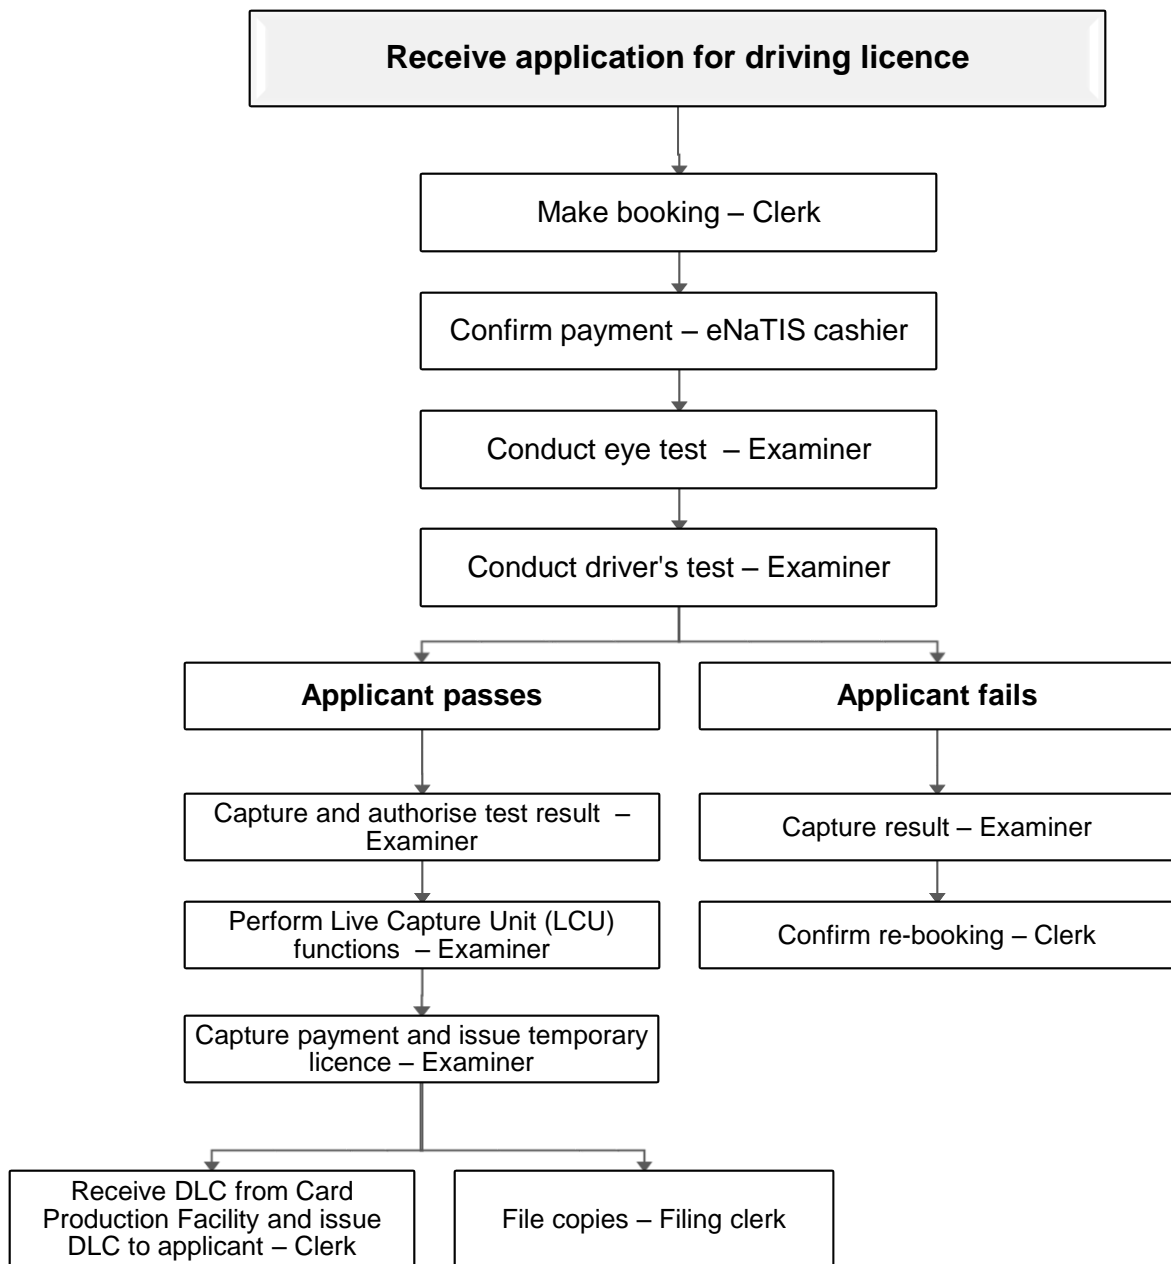 Receive application for driving licence
Make booking – Clerk
Confirm payment – eNaTIS cashier
Conduct eye test – Examiner
Conduct driver's test – Examiner
Applicant passes
Applicant fails
Capture and authorise test result –
Examiner
Capture result – Examiner
Perform Live Capture Unit (LCU)
functions – Examiner
Confirm re-booking – Clerk
Capture payment and issue temporary
licence – Examiner
Receive DLC from Card
Production Facility and issue
DLC to applicant – Clerk
File copies – Filing clerk